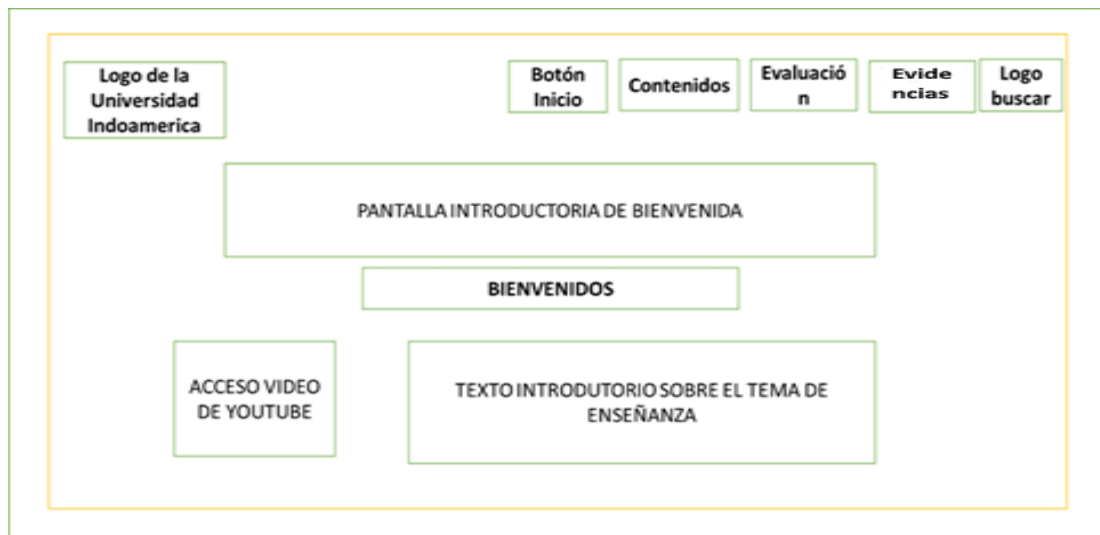 Logo de la
Universidad
Indoamerica
Botón
Inicio
Contenidos
Evaluació
n
Evide
ncias
Logo
buscar
PANTALLA INTRODUCTORIA DE BIENVENIDA
BIENVENIDOS
ACCESO VIDEO
DE YOUTUBE
TEXTO INTRODUTORIO SOBRE EL TEMA DE
ENSEÑANZA